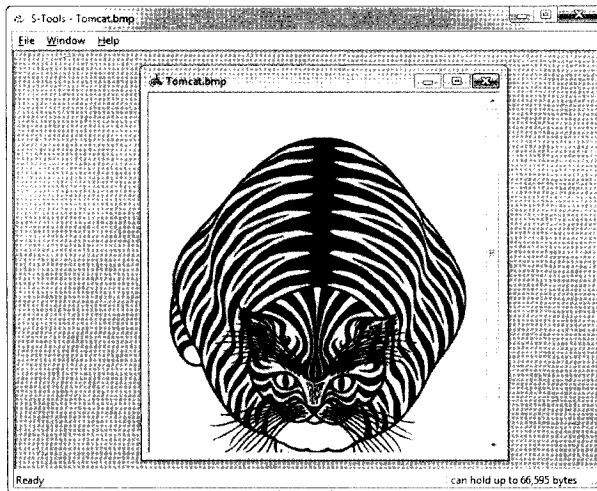 S-Tools - Tomcat.bmp
File Window Help
Tomcat.bmp
Ready can hold up to 66,595 bytes